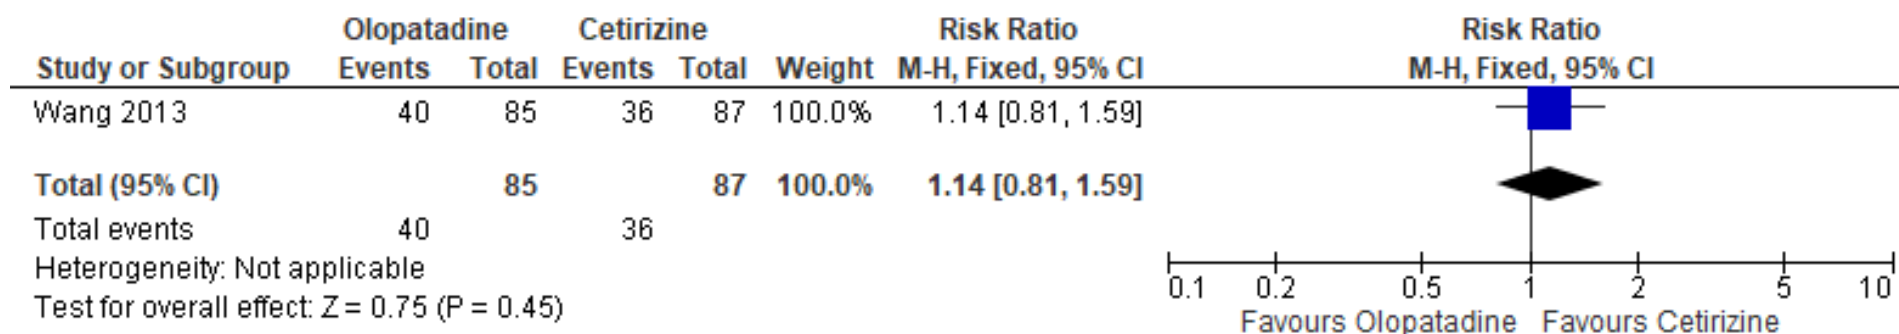 Olopatadine Cetirizine Risk Ratio Risk Ratio
Study or Subgroup Events Total Events Total Weight M-H, Fixed, 95% CI M-H, Fixed, 95% CI
Wang 2013 40 85 36 87 100.0% 1.14 [0.81, 1.59]
Total (95% CI) 85 87 100.0% 1.14 [0.81, 1.59]
Total events 40 36
Heterogeneity: Not applicable
Test for overall effect: Z = 0.75 (P = 0.45)
0.1 0.2 0.5 1 2 5 10
Favours Olopatadine Favours Cetirizine